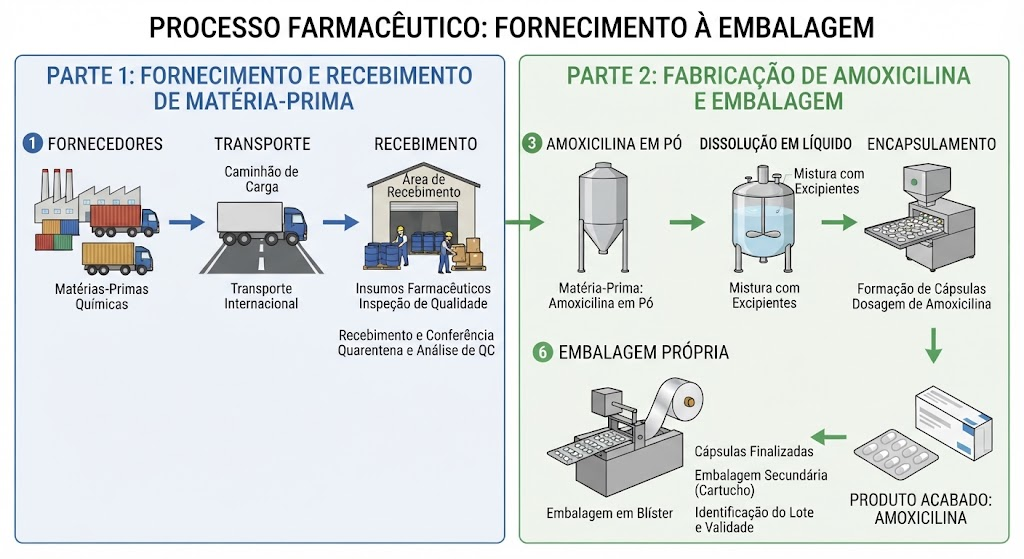 PROCESSO FARMACÊUTICO: FORNECIMENTO À EMBALAGEM
PARTE 1: FORNECIMENTO E RECEBIMENTO
DE MATÉRIA-PRIMA
1 FORNECEDORES
Matérias-Primas
Químicas
TRANSPORTE
Caminhão de
Carga
Transporte
Internacional
RECEBIMENTO
Área de
Recebimento
Insumos Farmacêuticos
Inspeção de Qualidade
Recebimento e Conferência
Quarentena e Análise de QC
PARTE 2: FABRICAÇÃO DE AMOXICILINA
E EMBALAGEM
3 AMOXICILINA EM PÓ
Matéria-Prima:
Amoxicilina em Pó
DISSOLUÇÃO EM LÍQUIDO
Mistura com
Excipientes
Mistura com
Excipientes
ENCAPSULAMENTO
Formação de Cápsulas
Dosagem de Amoxicilina
PRODUTO ACABADO:
AMOXICILINA
6 EMBALAGEM PRÓPRIA
Embalagem em Blíster
Cápsulas Finalizadas
Embalagem Secundária
(Cartucho)
Identificação do Lote
e Validade